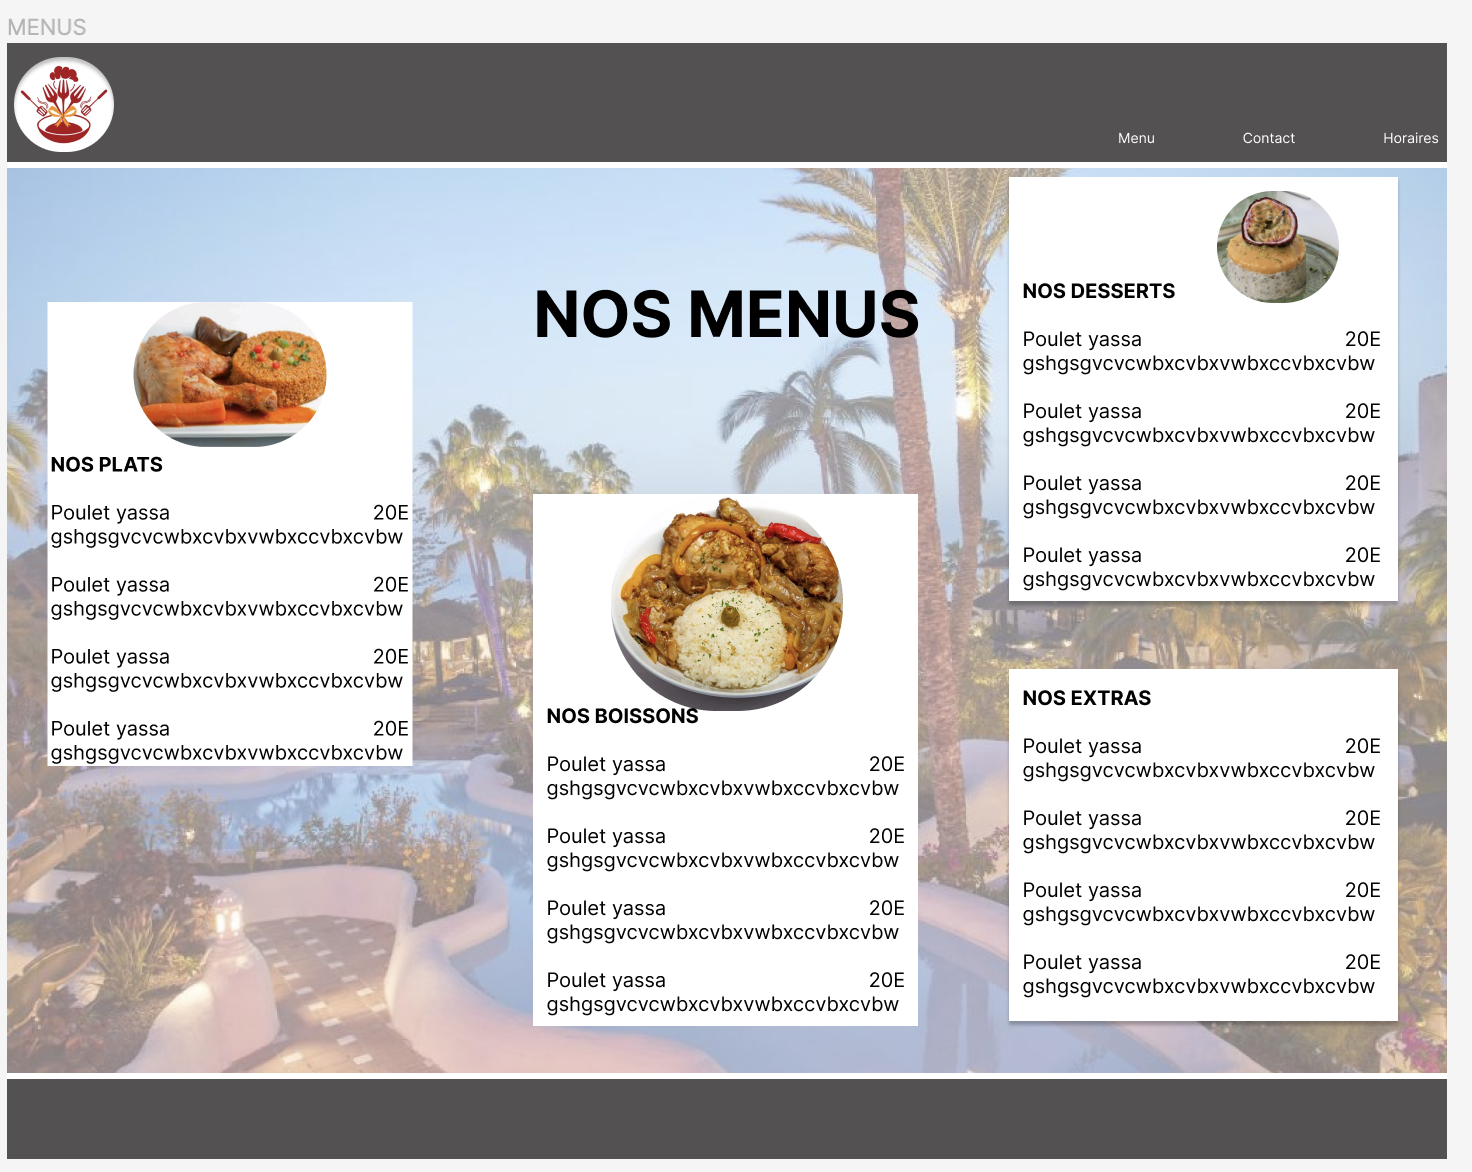 MENUS
Menu
Contact
Horaires
NOS MENUS
NOS PLATS
Poulet yassa 20E
gshgsgvcvcwbxcvbxvwbxccvbxcvbw
Poulet yassa 20E
gshgsgvcvcwbxcvbxvwbxccvbxcvbw
Poulet yassa 20E
gshgsgvcvcwbxcvbxvwbxccvbxcvbw
Poulet yassa 20E
gshgsgvcvcwbxcvbxvwbxccvbxcvbw
NOS BOISSONS
Poulet yassa 20E
gshgsgvcvcwbxcvbxvwbxccvbxcvbw
Poulet yassa 20E
gshgsgvcvcwbxcvbxvwbxccvbxcvbw
Poulet yassa 20E
gshgsgvcvcwbxcvbxvwbxccvbxcvbw
Poulet yassa 20E
gshgsgvcvcwbxcvbxvwbxccvbxcvbw
NOS DESSERTS
Poulet yassa 20E
gshgsgvcvcwbxcvbxvwbxccvbxcvbw
Poulet yassa 20E
gshgsgvcvcwbxcvbxvwbxccvbxcvbw
Poulet yassa 20E
gshgsgvcvcwbxcvbxvwbxccvbxcvbw
Poulet yassa 20E
gshgsgvcvcwbxcvbxvwbxccvbxcvbw
NOS EXTRAS
Poulet yassa 20E
gshgsgvcvcwbxcvbxvwbxccvbxcvbw
Poulet yassa 20E
gshgsgvcvcwbxcvbxvwbxccvbxcvbw
Poulet yassa 20E
gshgsgvcvcwbxcvbxvwbxccvbxcvbw
Poulet yassa 20E
gshgsgvcvcwbxcvbxvwbxccvbxcvbw